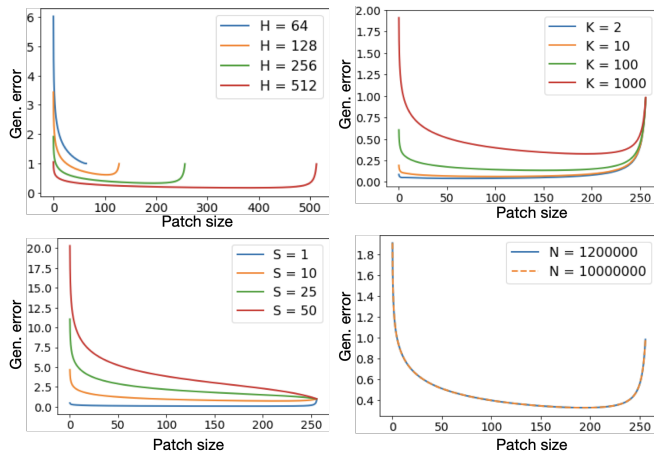 6
5
4
3
2
1
0
Gen. error
H = 64
H = 128
H = 256
H = 512
0
100
200
300
400
500
Patch size
2.00
1.75
1.50
1.25
1.00
0.75
0.50
0.25
0.00
Gen. error
K = 2
K = 10
K = 100
K = 1000
0
50
100
150
200
250
Patch size
20.0
17.5
15.0
12.5
10.0
7.5
5.0
2.5
0.0
Gen. error
S = 1
S = 10
S = 25
S = 50
0
50
100
150
200
250
Patch size
1.8
1.6
1.4
1.2
1.0
0.8
0.6
0.4
Gen. error
N = 1200000
N = 10000000
0
50
100
150
200
250
Patch size